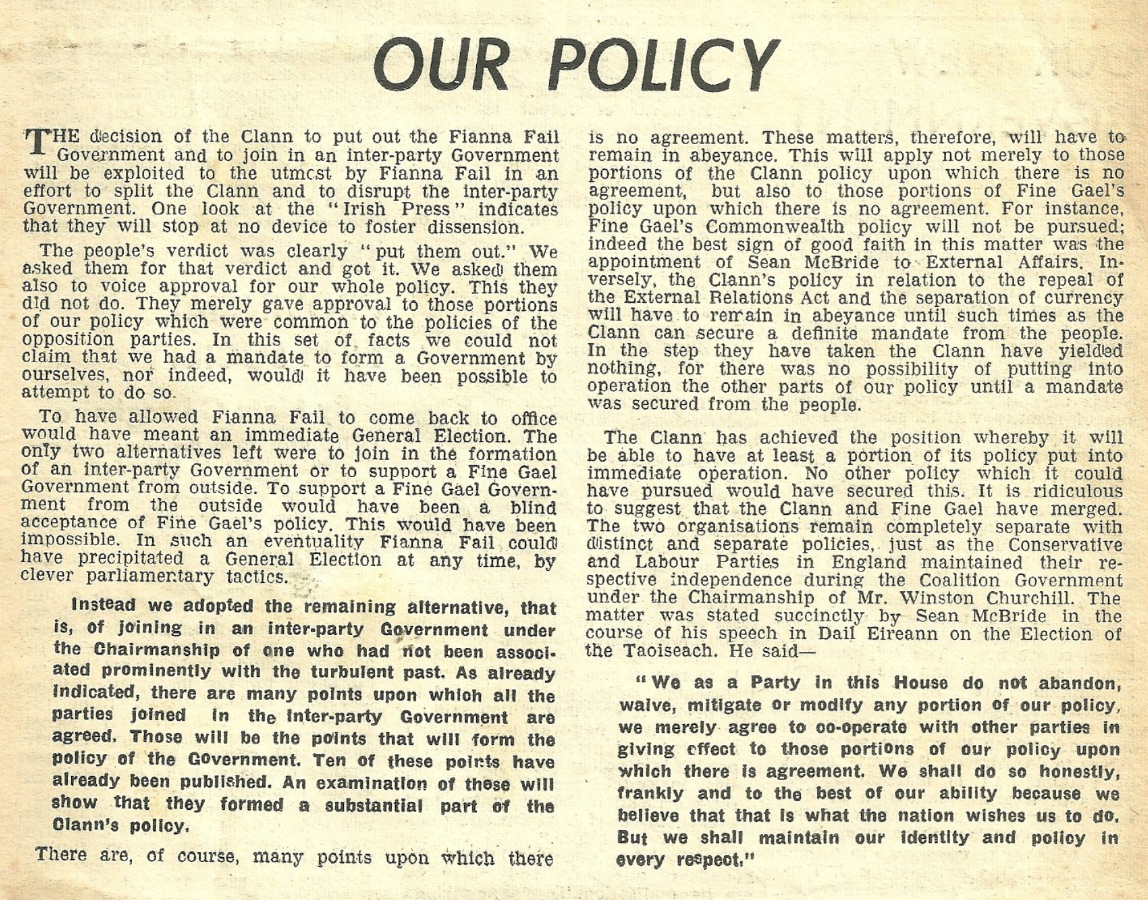 OUR POLICY
THE decision of the Clann to put out the Fianna Fail
Government and to join in an inter-party Government
will be exploited to the utmost by Fianna Fail in an
effort to split the Clann and to disrupt the inter-party
Government. One look at the "Irish Press" indicates
that they will stop at no device to foster dissension.
The people's verdict was clearly "put them out." We
asked them for that verdict and got it. We asked them
also to voice approval for our whole policy. This they
did not do. They merely gave approval to those portions
of our policy which were common to the policies of the
opposition parties. In this set of facts we could not
claim that we had a mandate to form a Government by
ourselves, nor indeed, would it have been possible to
attempt to do so.
To have allowed Fianna Fail to come back to office
would have meant an immediate General Election. The
only two alternatives left were to join in the formation
of an inter-party Government or to support a Fine Gael
Government from outside. To support a Fine Gael Govern-
ment from the outside would have been a blind
acceptance of Fine Gael's policy. This would have been
impossible. In such an eventuality Fianna Fail could
have precipitated a General Election at any time, by
clever parliamentary tactics.
Instead we adopted the remaining alternative, that
is, of joining in an inter-party Government under
the Chairmanship of one who had not been associ-
ated prominently with the turbulent past. As already
indicated, there are many points upon which all the
parties joined in the Inter-party Government are
agreed. Those will be the points that will form the
policy of the Government. Ten of these points have
already been published. An examination of these will
show that they formed a substantial part of the
Clann's policy.
There are, of course, many points upon which there
is no agreement. These matters, therefore, will have to
remain in abeyance. This will apply not merely to those
portions of the Clann policy upon which there is no
agreement, but also to those portions of Fine Gael's
policy upon which there is no agreement. For instance,
Fine Gael's Commonwealth policy will not be pursued;
indeed the best sign of good faith in this matter was the
appointment of Sean McBride to External Affairs. In-
versely, the Clann's policy in relation to the repeal of
the External Relations Act and the separation of currency
will have to remain in abeyance until such times as the
Clann can secure a definite mandate from the people.
In the step they have taken the Clann have yielded
nothing, for there was no possibility of putting into
operation the other parts of our policy until a mandate
was secured from the people.
The Clann has achieved the position whereby it will
be able to have at least a portion of its policy put into
immediate operation. No other policy which it could
have pursued would have secured this. It is ridiculous
to suggest that the Clann and Fine Gael have merged.
The two organisations remain completely separate with
distinct and separate policies, just as the Conservative
and Labour Parties in England maintained their re-
spective independence during the Coalition Government
under the Chairmanship of Mr. Winston Churchill. The
matter was stated succinctly by Sean McBride in the
course of his speech in Dail Eireann on the Election of
the Taoiseach. He said—
"We as a Party in this House do not abandon,
waive, mitigate or modify any portion of our policy,
we merely agree to co-operate with other parties in
giving effect to those portions of our policy upon
which there is agreement. We shall do so honestly,
frankly and to the best of our ability because we
believe that that is what the nation wishes us to do.
But we shall maintain our identity and policy in
every respect."